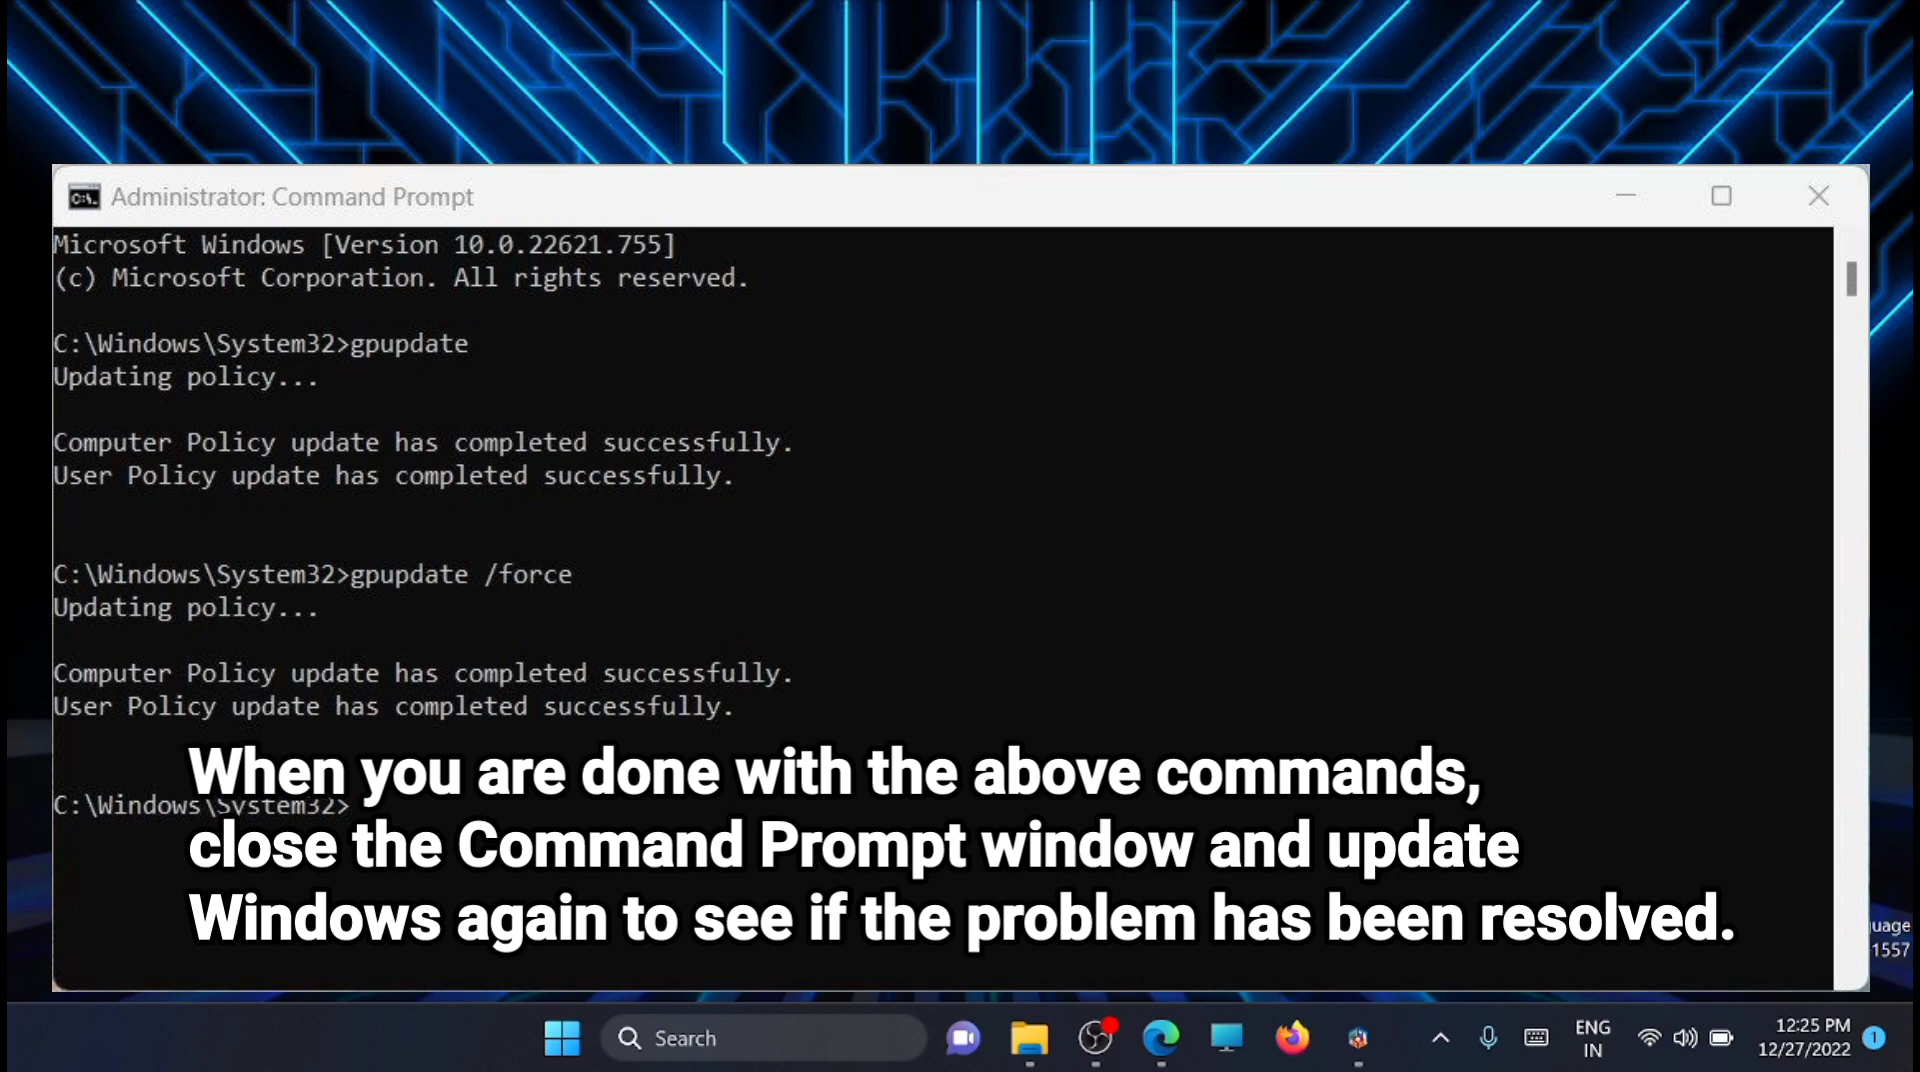 Administrator: Command Prompt
Microsoft Windows [Version 10.0.22621.755]
(c) Microsoft Corporation. All rights reserved.
C:\Windows\System32>gpupdate
Updating policy...
Computer Policy update has completed successfully.
User Policy update has completed successfully.
C:\Windows\System32>gpupdate /force
Updating policy...
Computer Policy update has completed successfully.
User Policy update has completed successfully.
C:\Windows\System32>
When you are done with the above commands,
close the Command Prompt window and update
Windows again to see if the problem has been resolved.
uage
1557
Search
ENG
IN
12:25 PM
12/27/2022
1